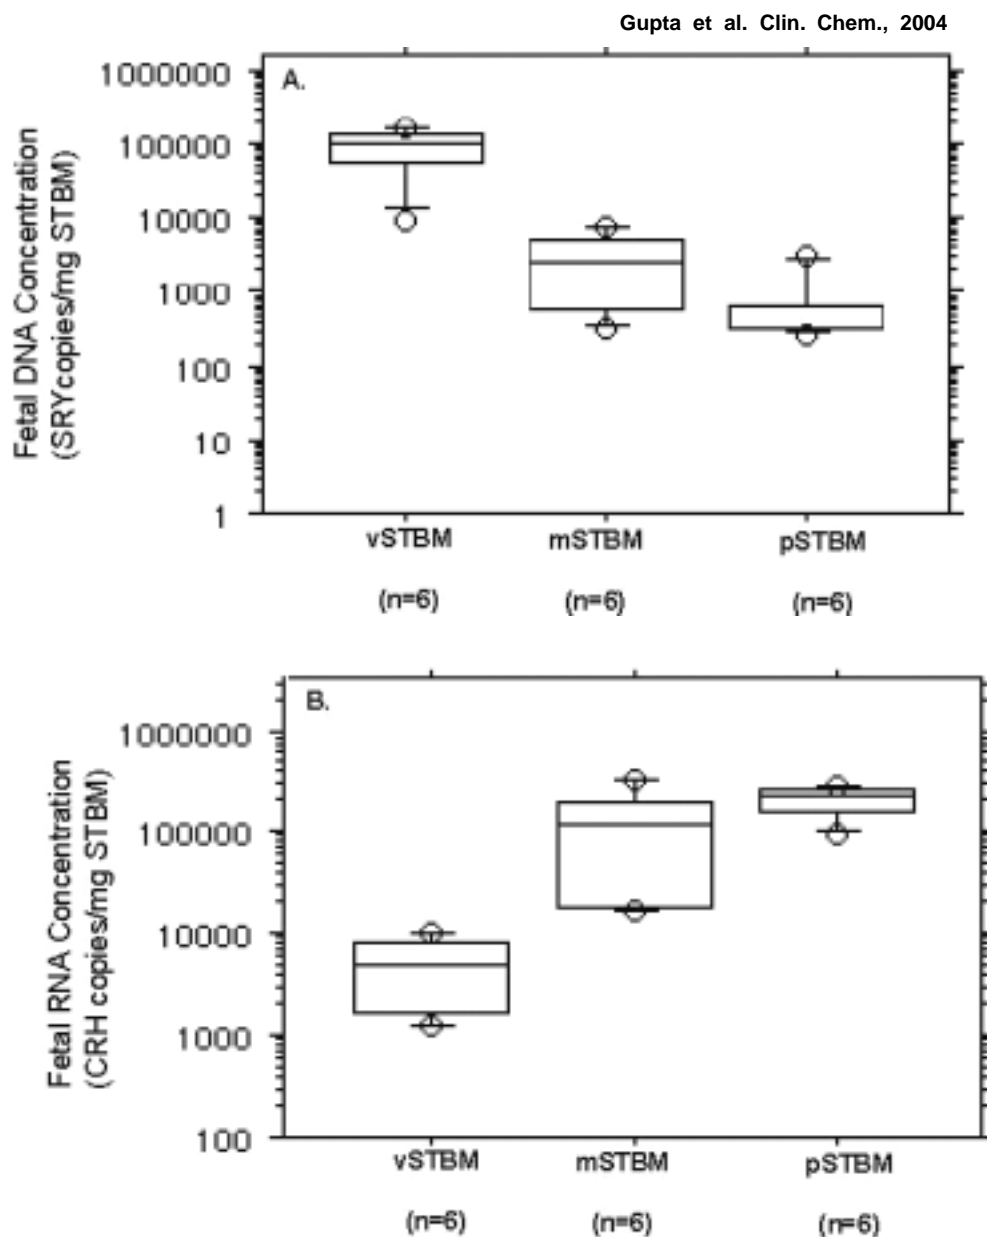 Gupta et al. Clin. Chem., 2004
A.
Fetal DNA Concentration
(SRYcopies/mg STBM)
1000000
100000
10000
1000
100
10
1
vSTBM mSTBM pSTBM
(n=6) (n=6) (n=6)
B.
Fetal RNA Concentration
(CRH copies/mg STBM)
1000000
100000
10000
1000
100
vSTBM mSTBM pSTBM
(n=6) (n=6) (n=6)